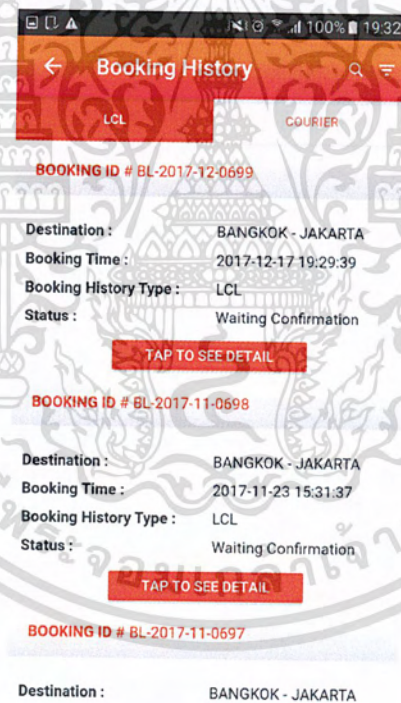 100% 19:32
Booking History
LCL COURIER
BOOKING ID # BL-2017-12-0699
Destination : BANGKOK - JAKARTA
Booking Time : 2017-12-17 19:29:39
Booking History Type : LCL
Status : Waiting Confirmation
TAP TO SEE DETAIL
BOOKING ID # BL-2017-11-0698
Destination : BANGKOK - JAKARTA
Booking Time : 2017-11-23 15:31:37
Booking History Type : LCL
Status : Waiting Confirmation
TAP TO SEE DETAIL
BOOKING ID # BL-2017-11-0697
Destination : BANGKOK - JAKARTA